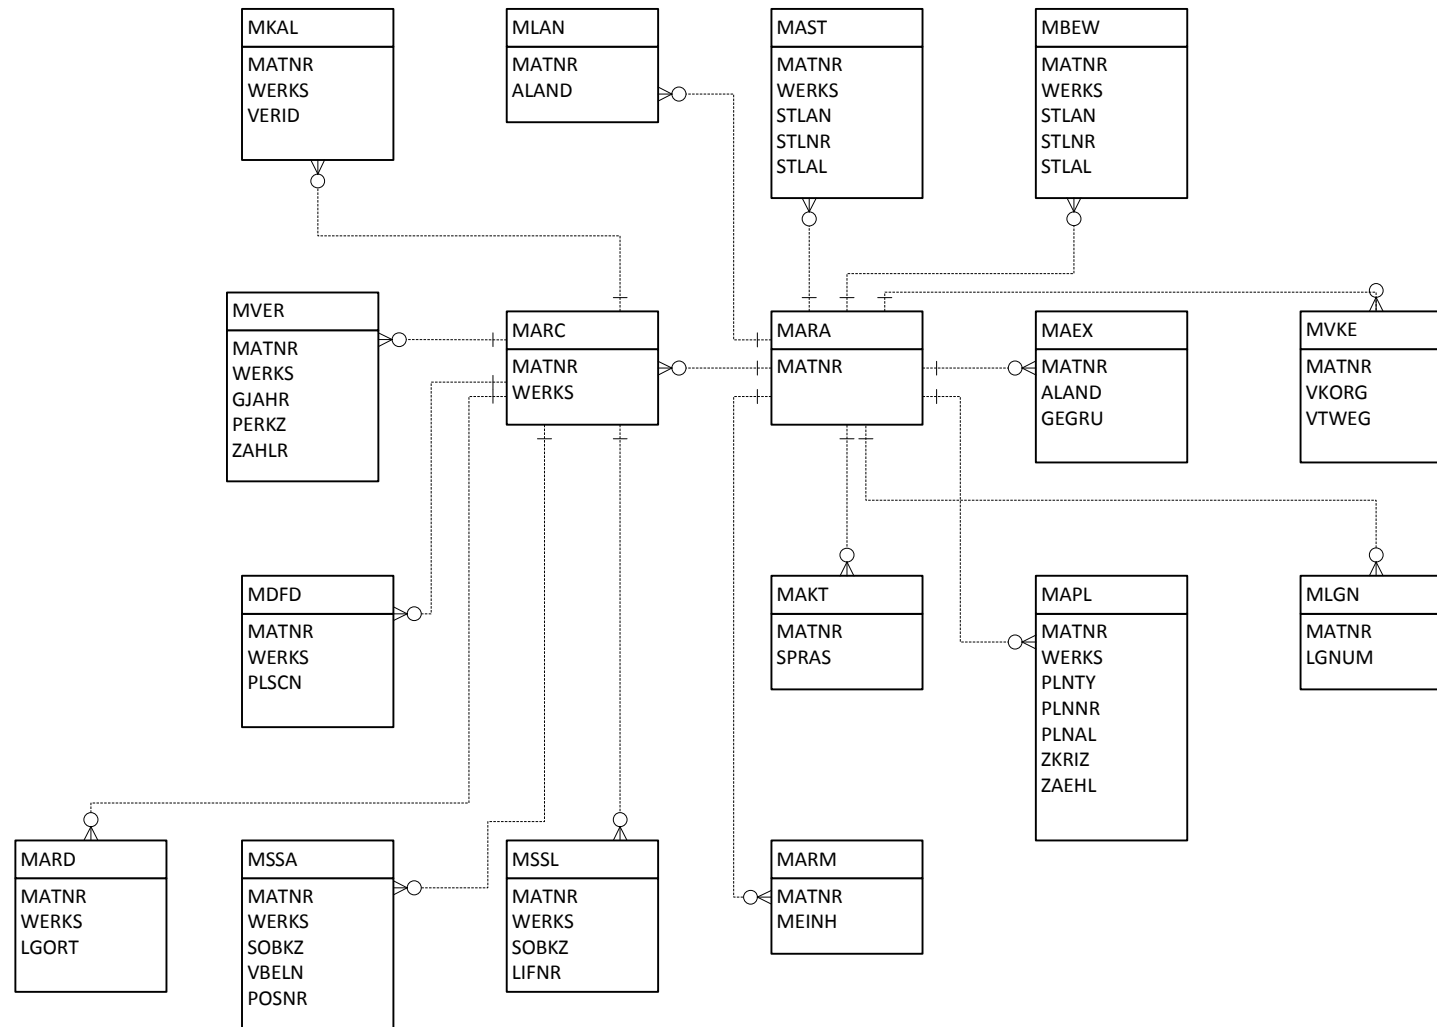 MKAL
MATNR
WERKS
VERID
MLAN
MATNR
ALAND
MAST
MATNR
WERKS
STLAN
STLNR
STLAL
MBEW
MATNR
WERKS
STLAN
STLNR
STLAL
MVER
MATNR
WERKS
GJAHR
PERKZ
ZAHLR
MARC
MATNR
WERKS
MARA
MATNR
MAEX
MATNR
ALAND
GEGRU
MVKE
MATNR
VKORG
VTWEG
MDFD
MATNR
WERKS
PLSCN
MAKT
MATNR
SPRAS
MAPL
MATNR
WERKS
PLNTY
PLNNR
PLNAL
ZKRIZ
ZAEHL
MLGN
MATNR
LGNUM
MARD
MATNR
WERKS
LGORT
MSSA
MATNR
WERKS
SOBKZ
VBELN
POSNR
MSSL
MATNR
WERKS
SOBKZ
LIFNR
MARM
MATNR
MEINH